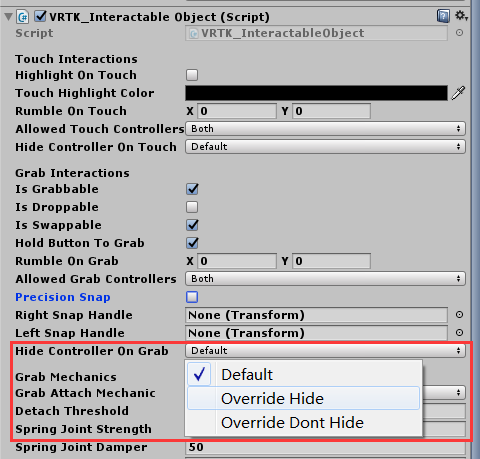 VRTK_Interactable Object (Script)
Script VRTK_InteractableObject
Touch Interactions
Highlight On Touch
Touch Highlight Color
Rumble On Touch X 0 Y 0
Allowed Touch Controllers Both
Hide Controller On Touch Default
Grab Interactions
Is Grabbable
Is Droppable
Is Swappable
Hold Button To Grab
Rumble On Grab X 0 Y 0
Allowed Grab Controllers Both
Precision Snap
Right Snap Handle None (Transform)
Left Snap Handle None (Transform)
Hide Controller On Grab Default
Grab Mechanics
Default
Grab Attach Mechanic
Override Hide
Detach Threshold
Override Dont Hide
Spring Joint Strength
Spring Joint Damper 50